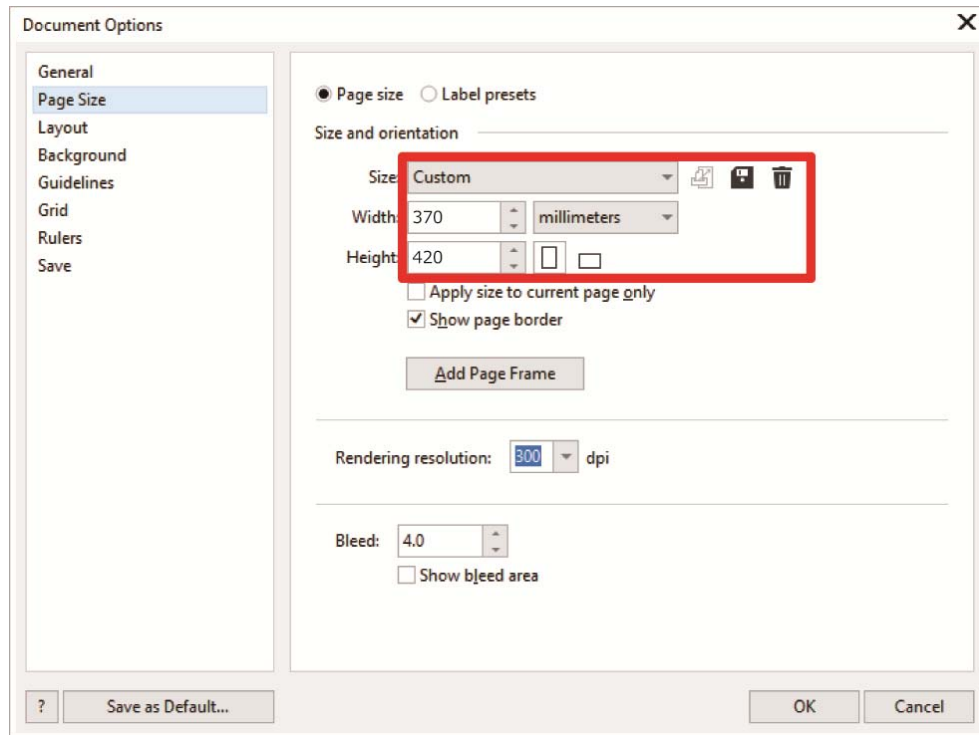 Document Options
General
Page Size
Layout
Background
Guidelines
Grid
Rulers
Save
Page size Label presets
Size and orientation
Size: Custom
Width: 370 millimeters
Height: 420
Apply size to current page only
Show page border
Add Page Frame
Rendering resolution: 300 dpi
Bleed: 4.0
Show bleed area
? Save as Default... OK Cancel